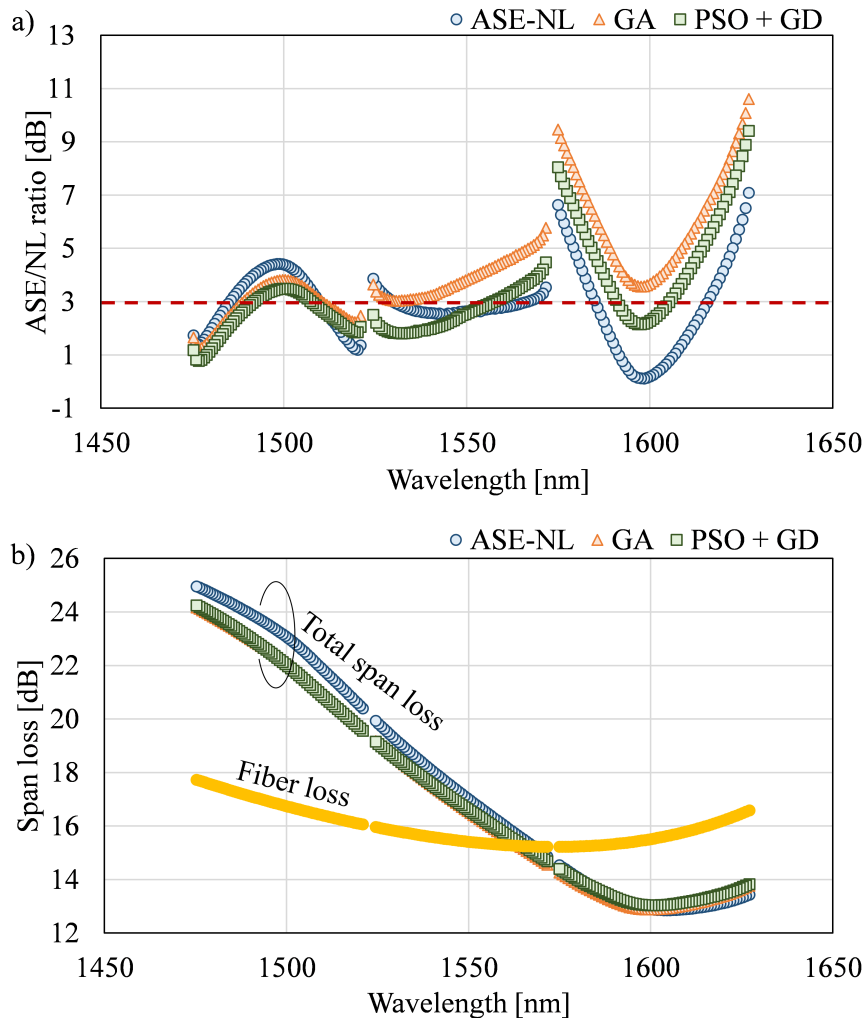 a)
ASE-NL GA PSO + GD
13
11
9
7
5
3
1
-1
ASE/NL ratio [dB]
1450 1500 1550 1600 1650
Wavelength [nm]
b)
ASE-NL GA PSO + GD
26
24
22
20
18
16
14
12
Span loss [dB]
Total span loss
Fiber loss
1450 1500 1550 1600 1650
Wavelength [nm]